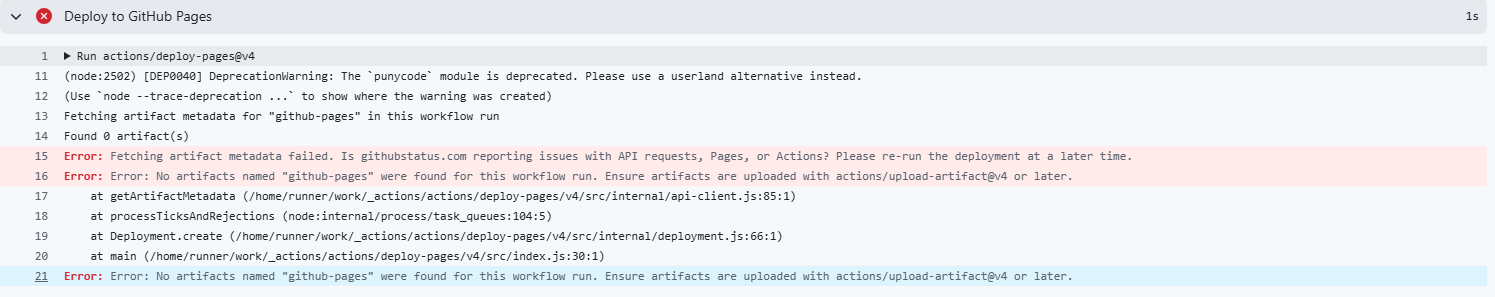 Deploy to GitHub Pages 1s
1 Run actions/deploy-pages@v4
11 (node:2502) [DEP0040] DeprecationWarning: The `punycode` module is deprecated. Please use a userland alternative instead.
12 (Use `node --trace-deprecation ...` to show where the warning was created)
13 Fetching artifact metadata for "github-pages" in this workflow run
14 Found 0 artifact(s)
15 Error: Fetching artifact metadata failed. Is githubstatus.com reporting issues with API requests, Pages, or Actions? Please re-run the deployment at a later time.
16 Error: Error: No artifacts named "github-pages" were found for this workflow run. Ensure artifacts are uploaded with actions/upload-artifact@v4 or later.
17 at getArtifactMetadata (/home/runner/work/_actions/actions/deploy-pages/v4/src/internal/api-client.js:85:1)
18 at processTicksAndRejections (node:internal/process/task_queues:104:5)
19 at Deployment.create (/home/runner/work/_actions/actions/deploy-pages/v4/src/internal/deployment.js:66:1)
20 at main (/home/runner/work/_actions/actions/deploy-pages/v4/src/index.js:30:1)
21 Error: Error: No artifacts named "github-pages" were found for this workflow run. Ensure artifacts are uploaded with actions/upload-artifact@v4 or later.